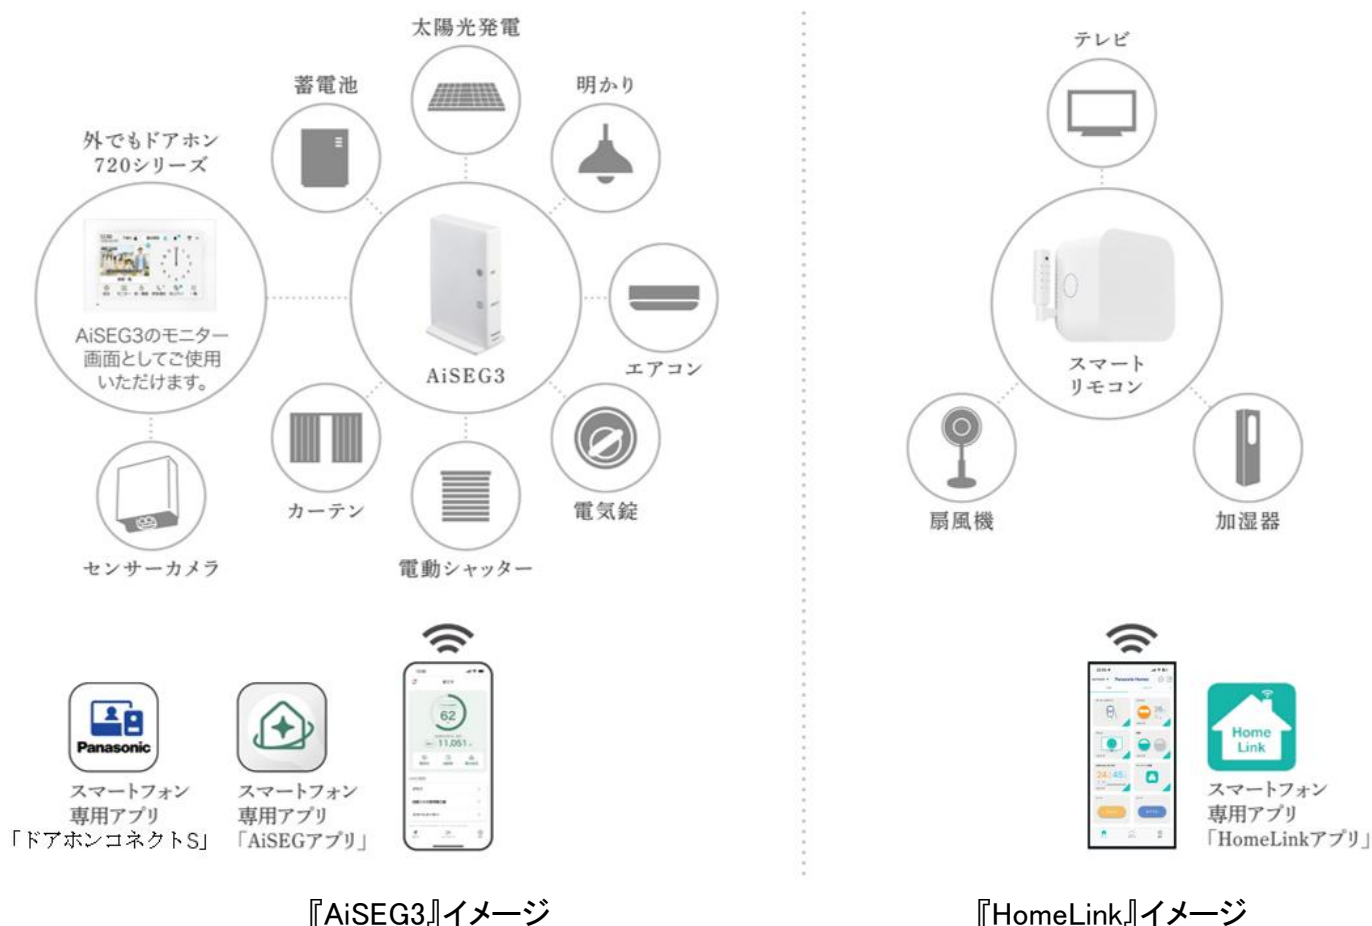 太陽光発電
蓄電池
明かり
外でもドアホン
720シリーズ
AiSEG3のモニター
画面としてご使用
いただけます。
AiSEG3
エアコン
カーテン
電気錠
センサーカメラ
電動シャッター
62
11,051
Panasonic
スマートフォン
専用アプリ
「ドアホンコネクトS」
スマートフォン
専用アプリ
「AiSEGアプリ」
『AiSEG3』イメージ
テレビ
スマート
リモコン
扇風機
加湿器
Home
Link
スマートフォン
専用アプリ
「HomeLinkアプリ」
『HomeLink』イメージ